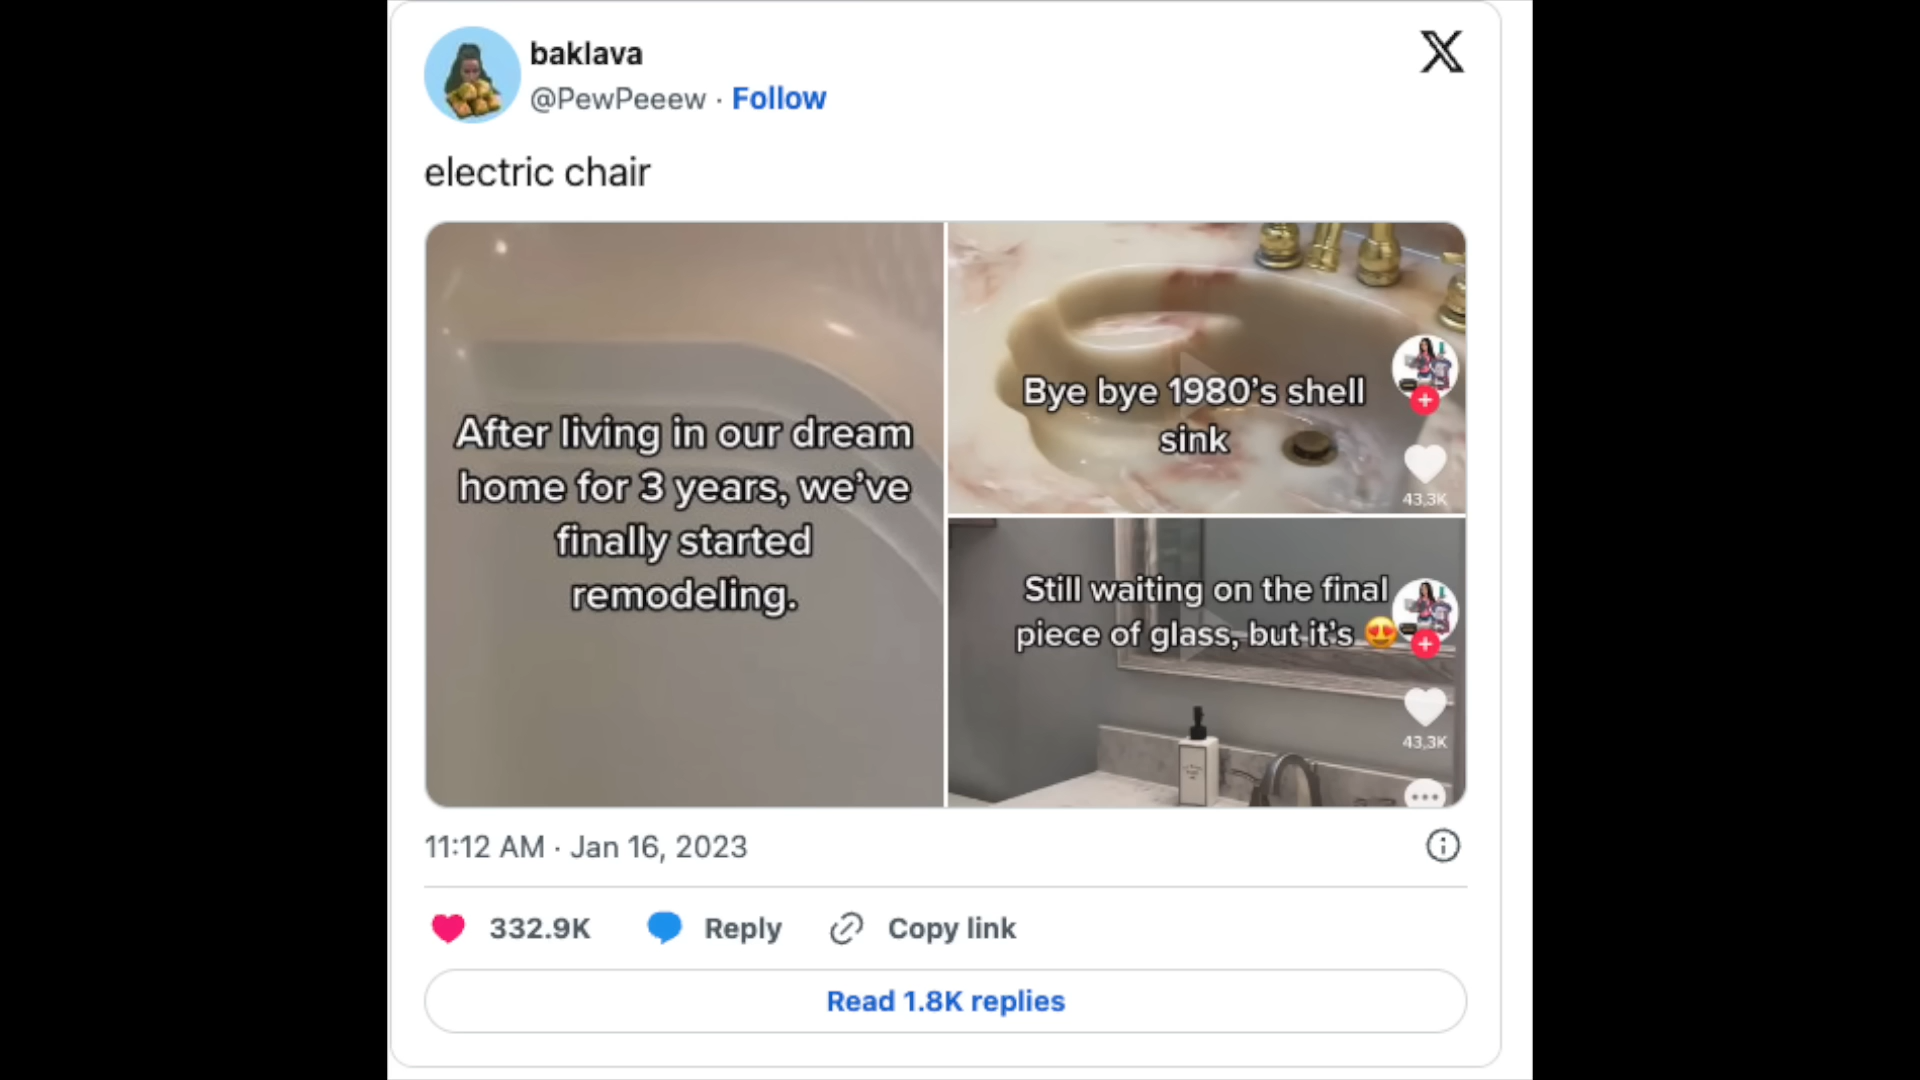 baklava
@PewPeeew · Follow
electric chair
After living in our dream
home for 3 years, we've
finally started
remodeling.
Bye bye 1980's shell
sink
43,3K
Still waiting on the final
piece of glass, but it's 😍
43,3K
11:12 AM · Jan 16, 2023
332.9K
Reply
Copy link
Read 1.8K replies